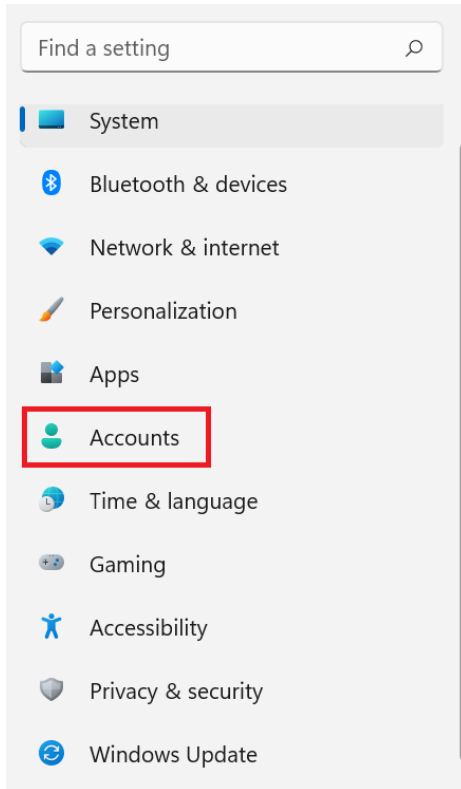 Find a setting
System
Bluetooth & devices
Network & internet
Personalization
Apps
Accounts
Time & language
Gaming
Accessibility
Privacy & security
Windows Update